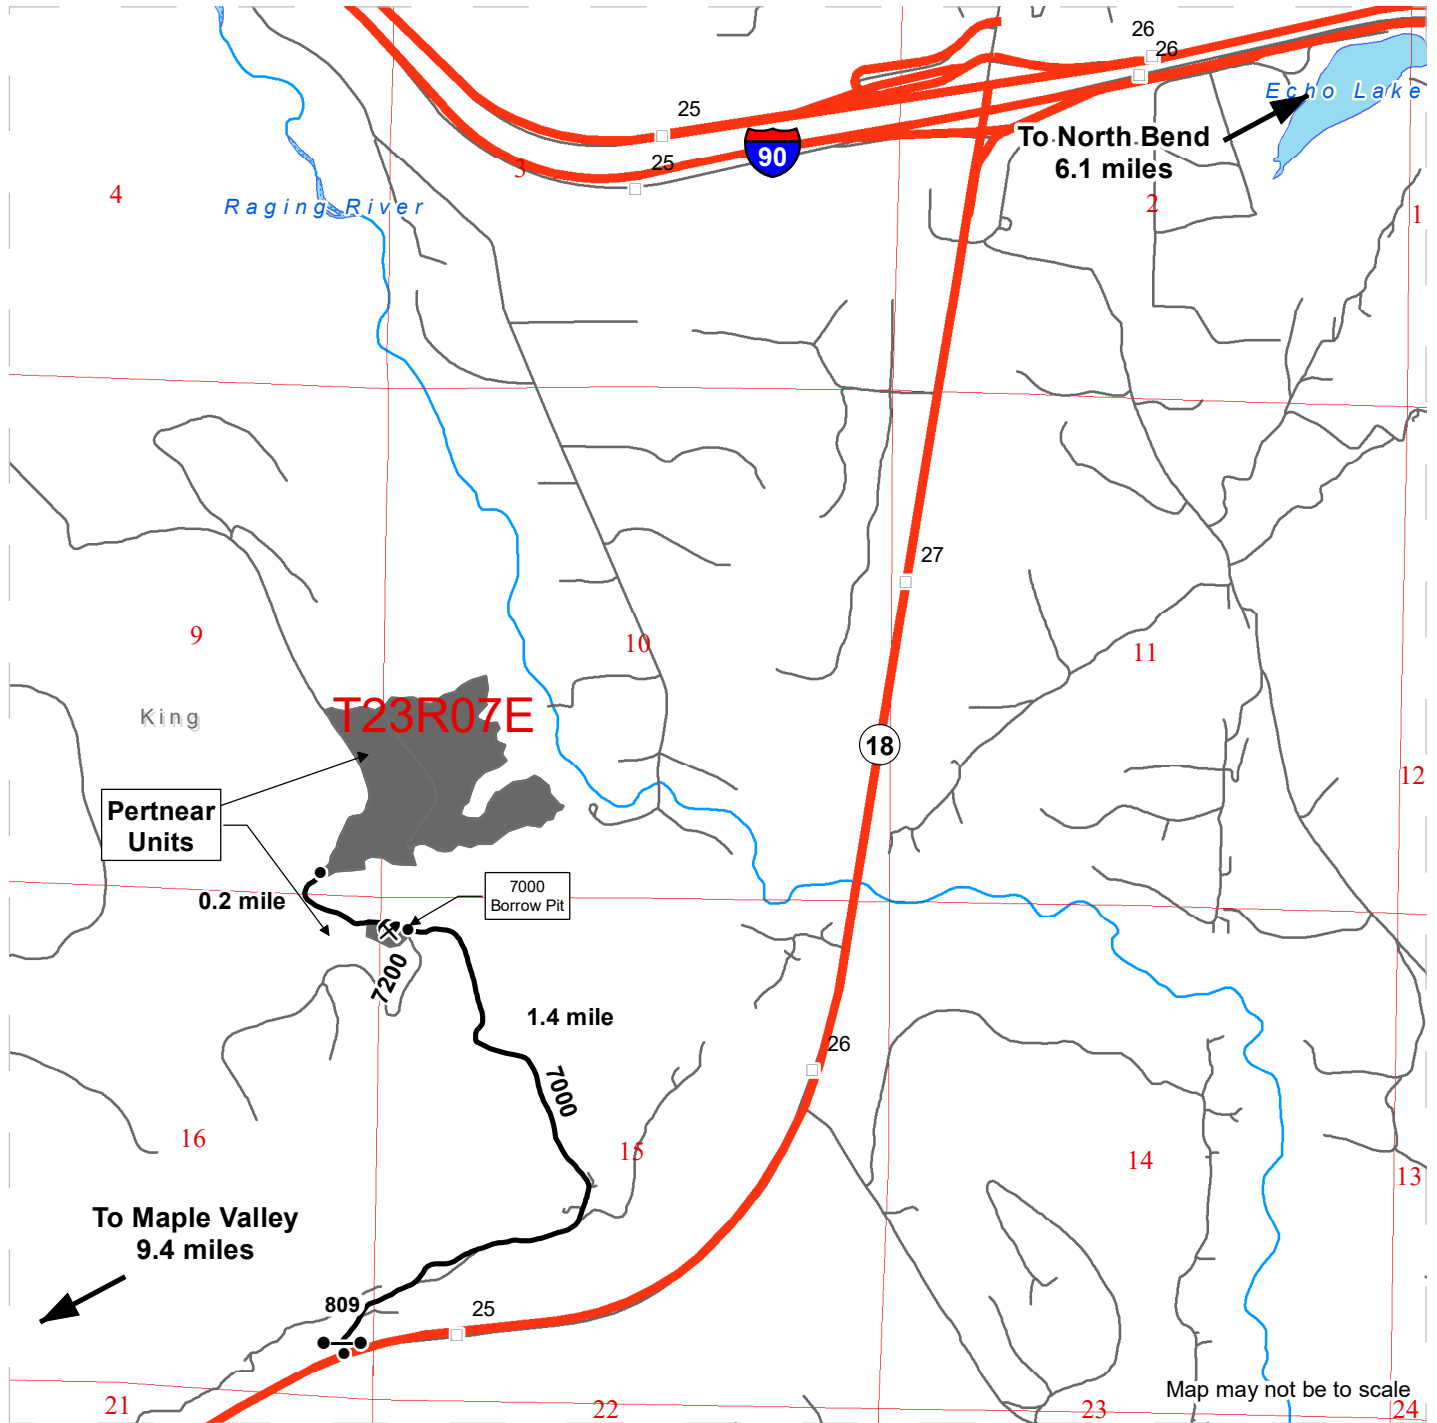 26
26
Echo Lake
25
To North Bend
6.1 miles
90
25
3
4
2
Raging River
1
27
9
10
11
T23R07E
King
18
12
Pertnear
Units
7000
Borrow Pit
0.2 mile
7200
1.4 mile
26
7000
16
15
14
13
To Maple Valley
9.4 miles
809
25
Map may not be to scale
21
22
23
24